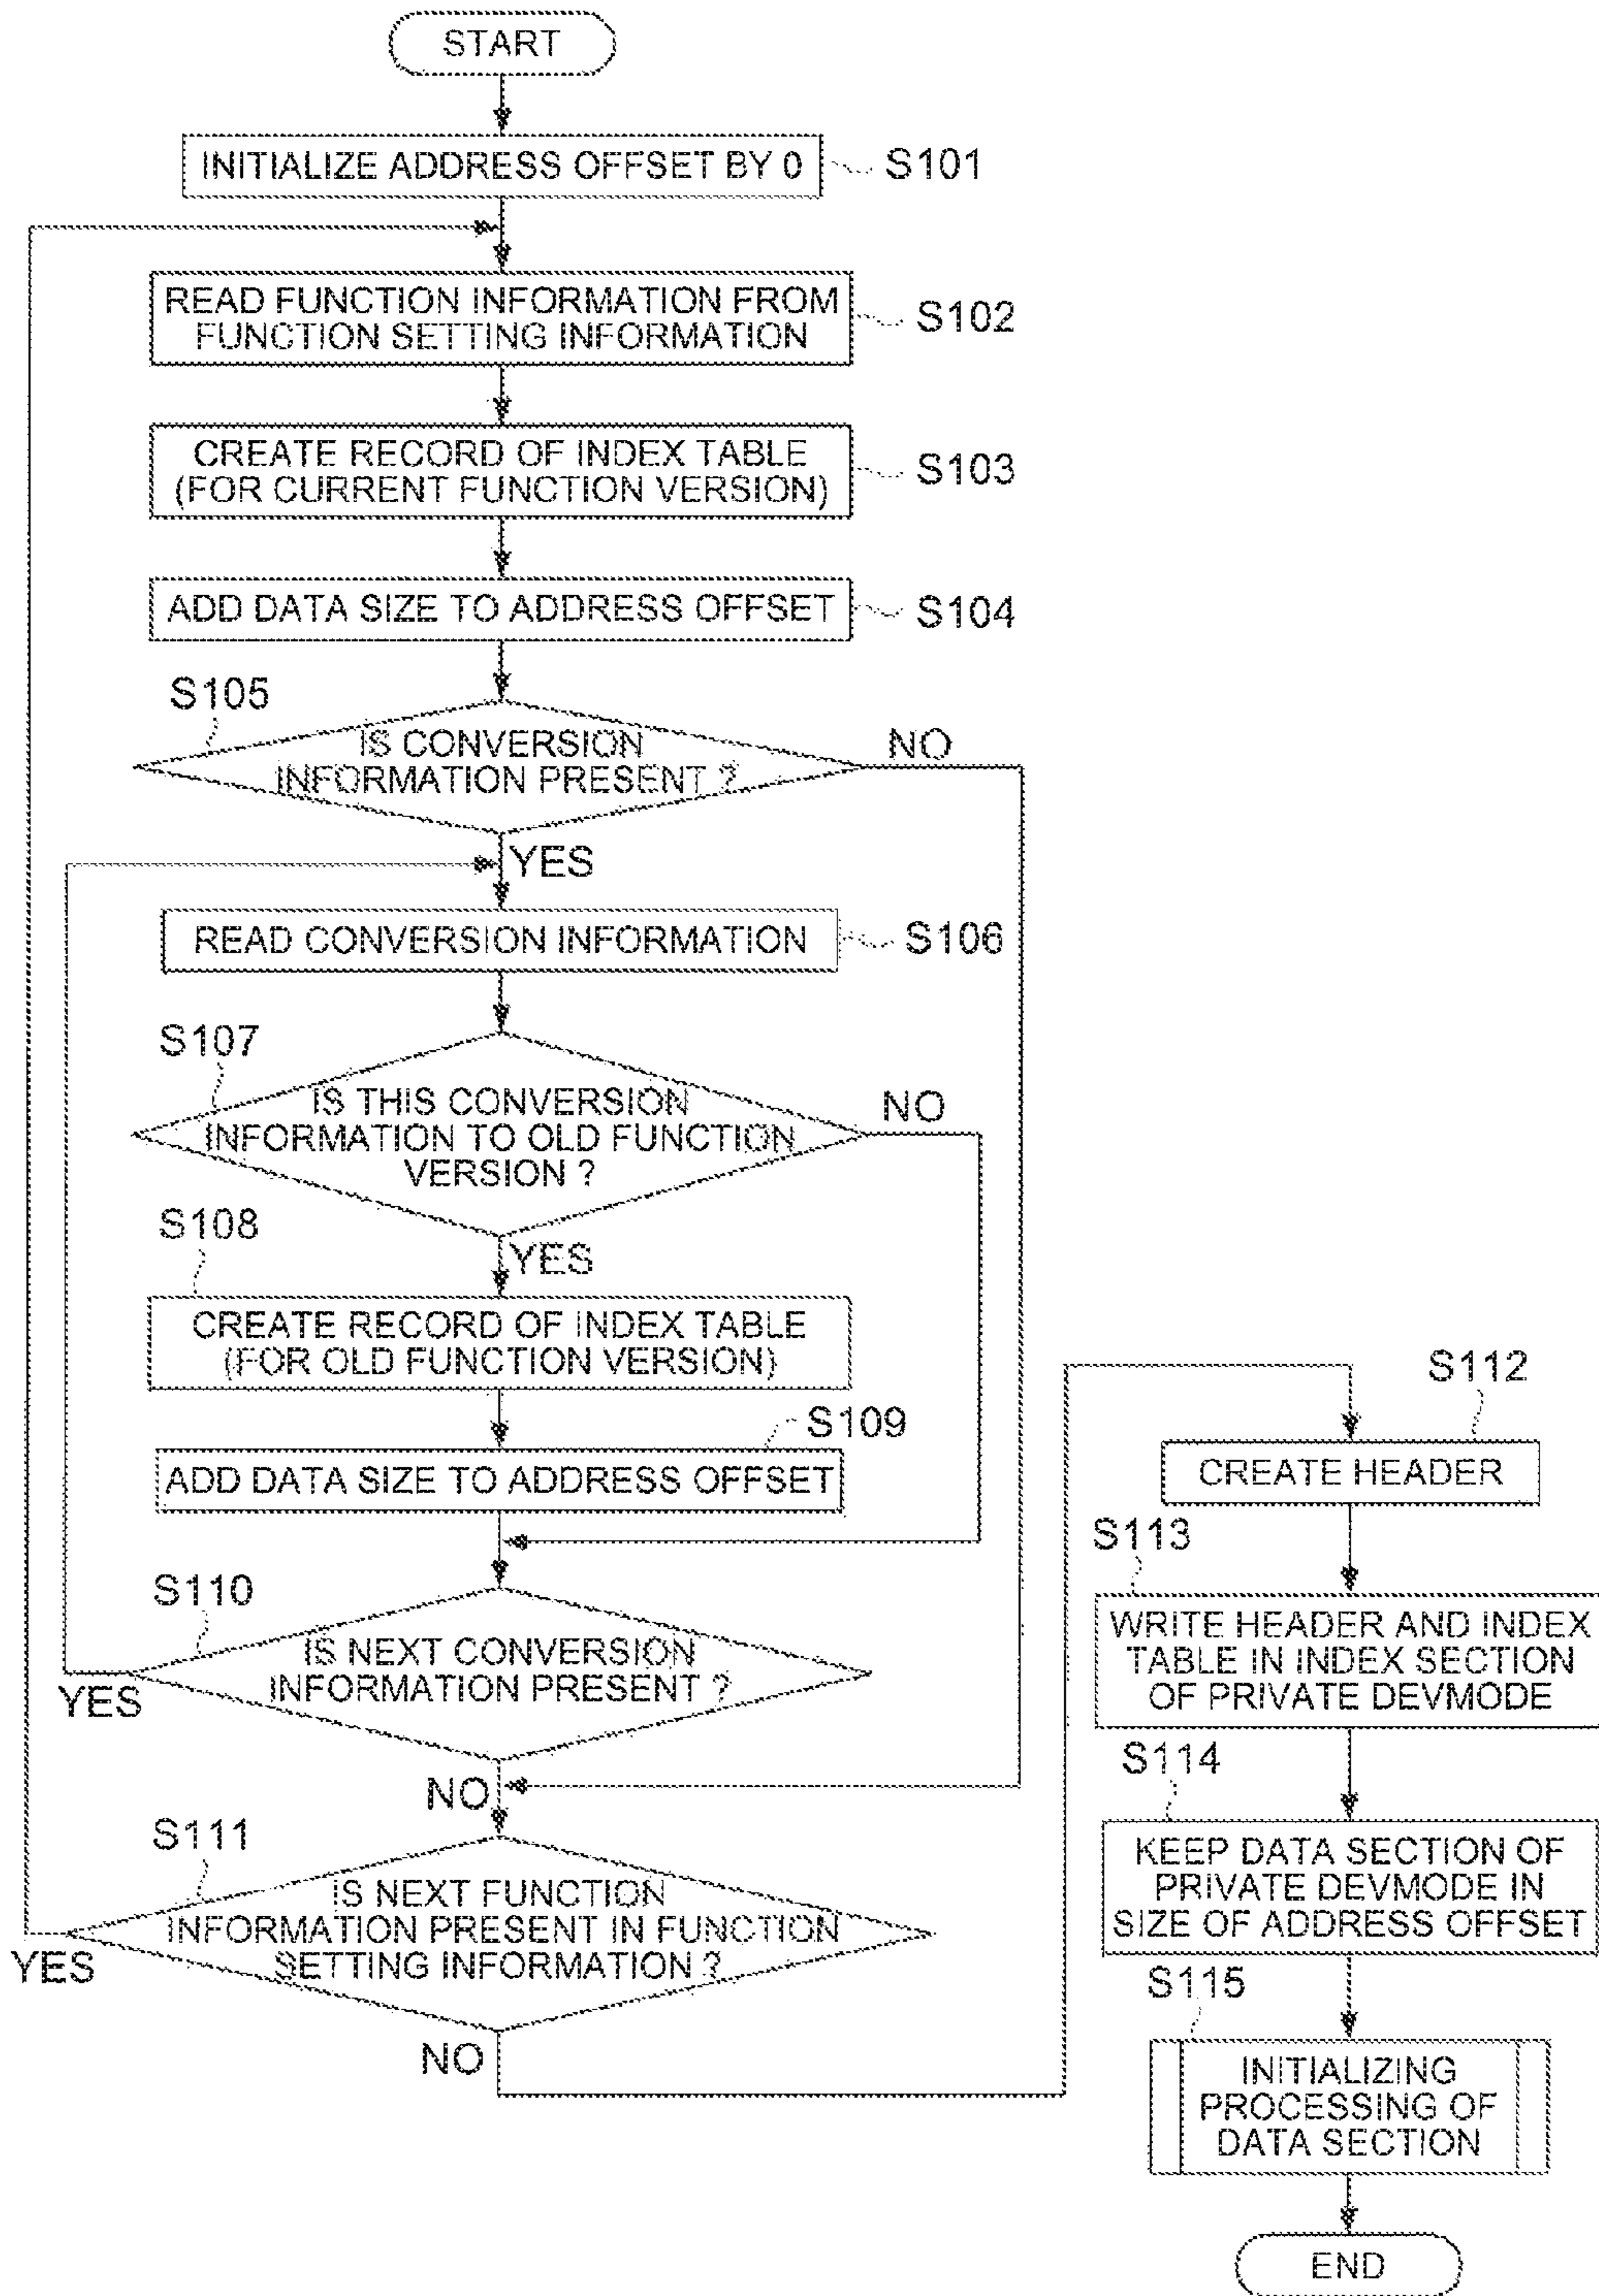 START
INITIALIZE ADDRESS OFFSET BY 0
S101
READ FUNCTION INFORMATION FROM
FUNCTION SETTING INFORMATION
S102
CREATE RECORD OF INDEX TABLE
(FOR CURRENT FUNCTION VERSION)
S103
ADD DATA SIZE TO ADDRESS OFFSET
S104
S105
IS CONVERSION
INFORMATION PRESENT ?
NO
YES
READ CONVERSION INFORMATION
S106
S107
IS THIS CONVERSION
INFORMATION TO OLD FUNCTION
VERSION ?
NO
YES
S108
CREATE RECORD OF INDEX TABLE
(FOR OLD FUNCTION VERSION)
S109
ADD DATA SIZE TO ADDRESS OFFSET
S110
IS NEXT CONVERSION
INFORMATION PRESENT ?
YES
NO
S111
IS NEXT FUNCTION
INFORMATION PRESENT IN FUNCTION
SETTING INFORMATION ?
YES
NO
S112
CREATE HEADER
S113
WRITE HEADER AND INDEX
TABLE IN INDEX SECTION
OF PRIVATE DEVMODE
S114
KEEP DATA SECTION OF
PRIVATE DEVMODE IN
SIZE OF ADDRESS OFFSET
S115
INITIALIZING
PROCESSING OF
DATA SECTION
END